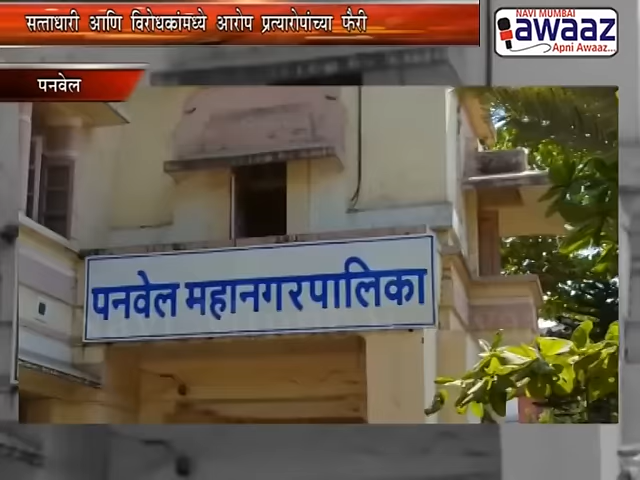 सत्ताधारी आणि विरोधकांमध्ये आरोप प्रत्यारोपांच्या फैरी
NAVI MUMBAI
awaaz
Apni Awaaz...
पनवेल
पनवेल महानगरपालिका